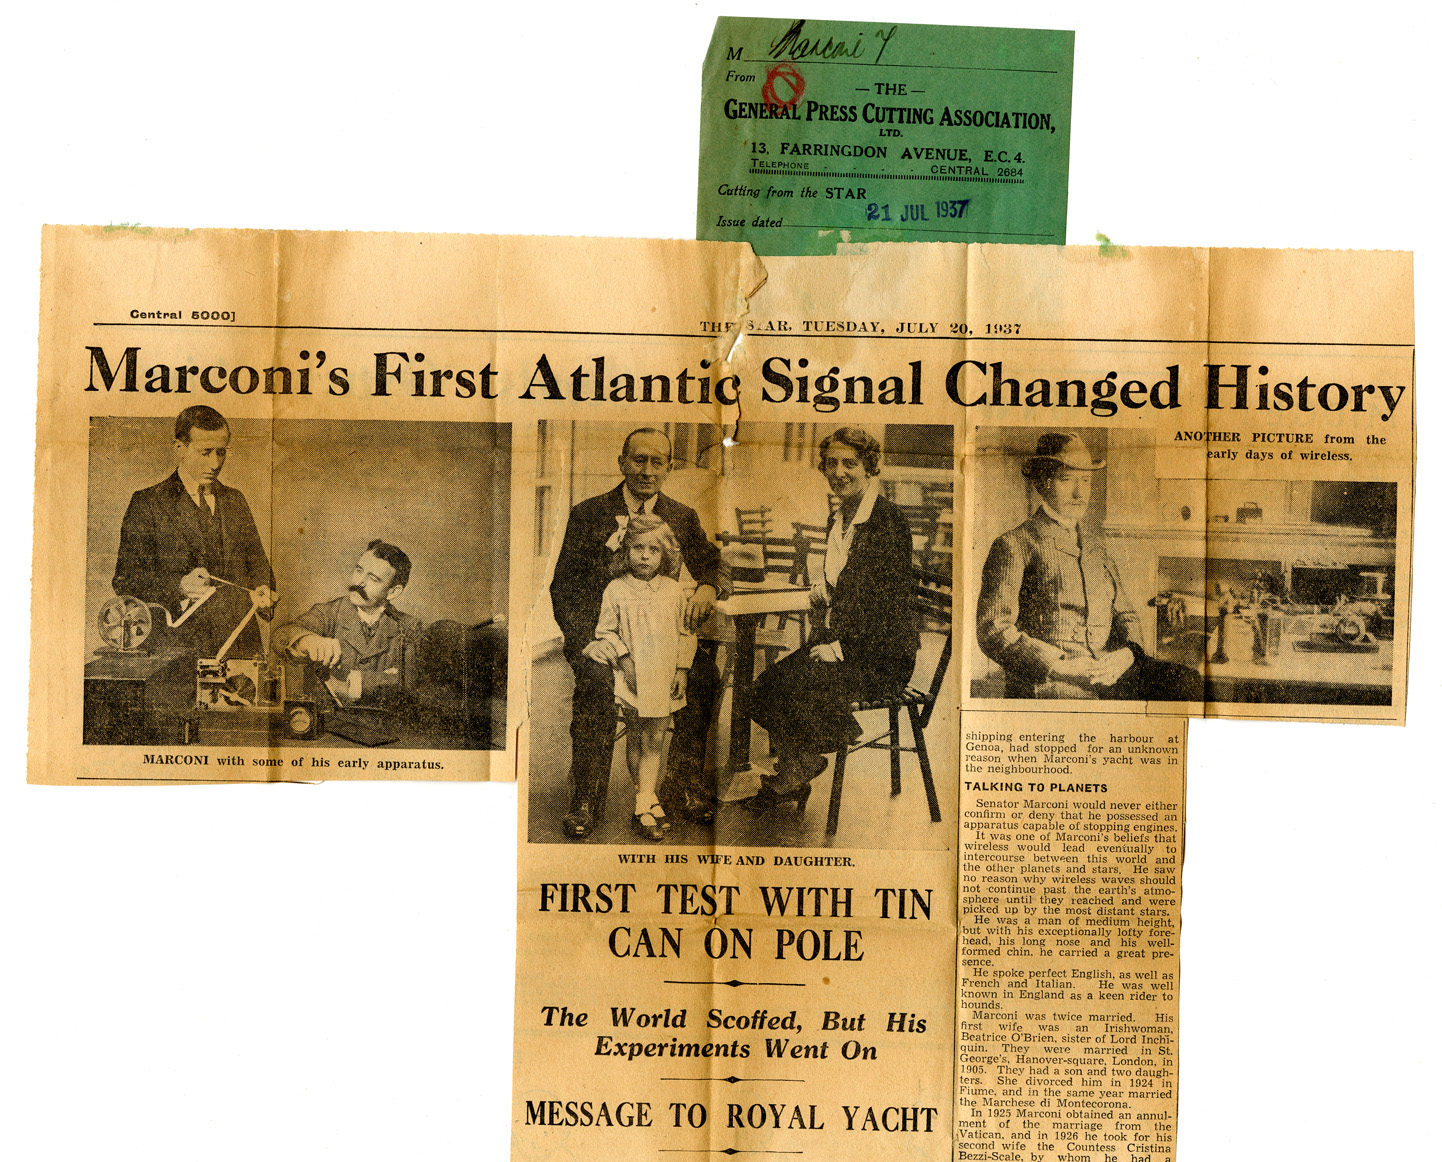 M Marconi
From
— THE —
GENERAL PRESS CUTTING ASSOCIATION,
LTD.
13, FARRINGDON AVENUE, E.C.4.
TELEPHONE - - - CENTRAL 2684
Cutting from the STAR
Issue dated 21 JUL 1937
Central 5000]
THE STAR, TUESDAY, JULY 20, 1937
Marconi's First Atlantic Signal Changed History
ANOTHER PICTURE from the
early days of wireless.
MARCONI with some of his early apparatus.
WITH HIS WIFE AND DAUGHTER.
FIRST TEST WITH TIN
CAN ON POLE
The World Scoffed, But His
Experiments Went On
MESSAGE TO ROYAL YACHT
shipping entering the harbour at
Genoa, had stopped for an unknown
reason when Marconi's yacht was in
the neighbourhood.
TALKING TO PLANETS
Senator Marconi would never either
confirm or deny that he possessed an
apparatus capable of stopping engines.
It was one of Marconi's beliefs that
wireless would lead eventually to
intercourse between this world and
the other planets and stars. He saw
no reason why wireless waves should
not continue past the earth's atmo-
sphere until they reached and were
picked up by the most distant stars.
He was a man of medium height,
but with his exceptionally lofty fore-
head, his long nose and his well-
formed chin, he carried a great pre-
sence.
He spoke perfect English, as well as
French and Italian. He was well
known in England as a keen rider to
hounds.
Marconi was twice married. His
first wife was an Irishwoman,
Beatrice O'Brien, sister of Lord Inchi-
quin. They were married in St.
George's, Hanover-square, London, in
1905. They had a son and two daugh-
ters. She divorced him in 1924 in
Fiume, and in the same year married
the Marchese di Montecorona.
In 1925 Marconi obtained an annul-
ment of the marriage from the
Vatican, and in 1926 he took for his
second wife the Countess Cristina
Bezzi-Scale, by whom he had a